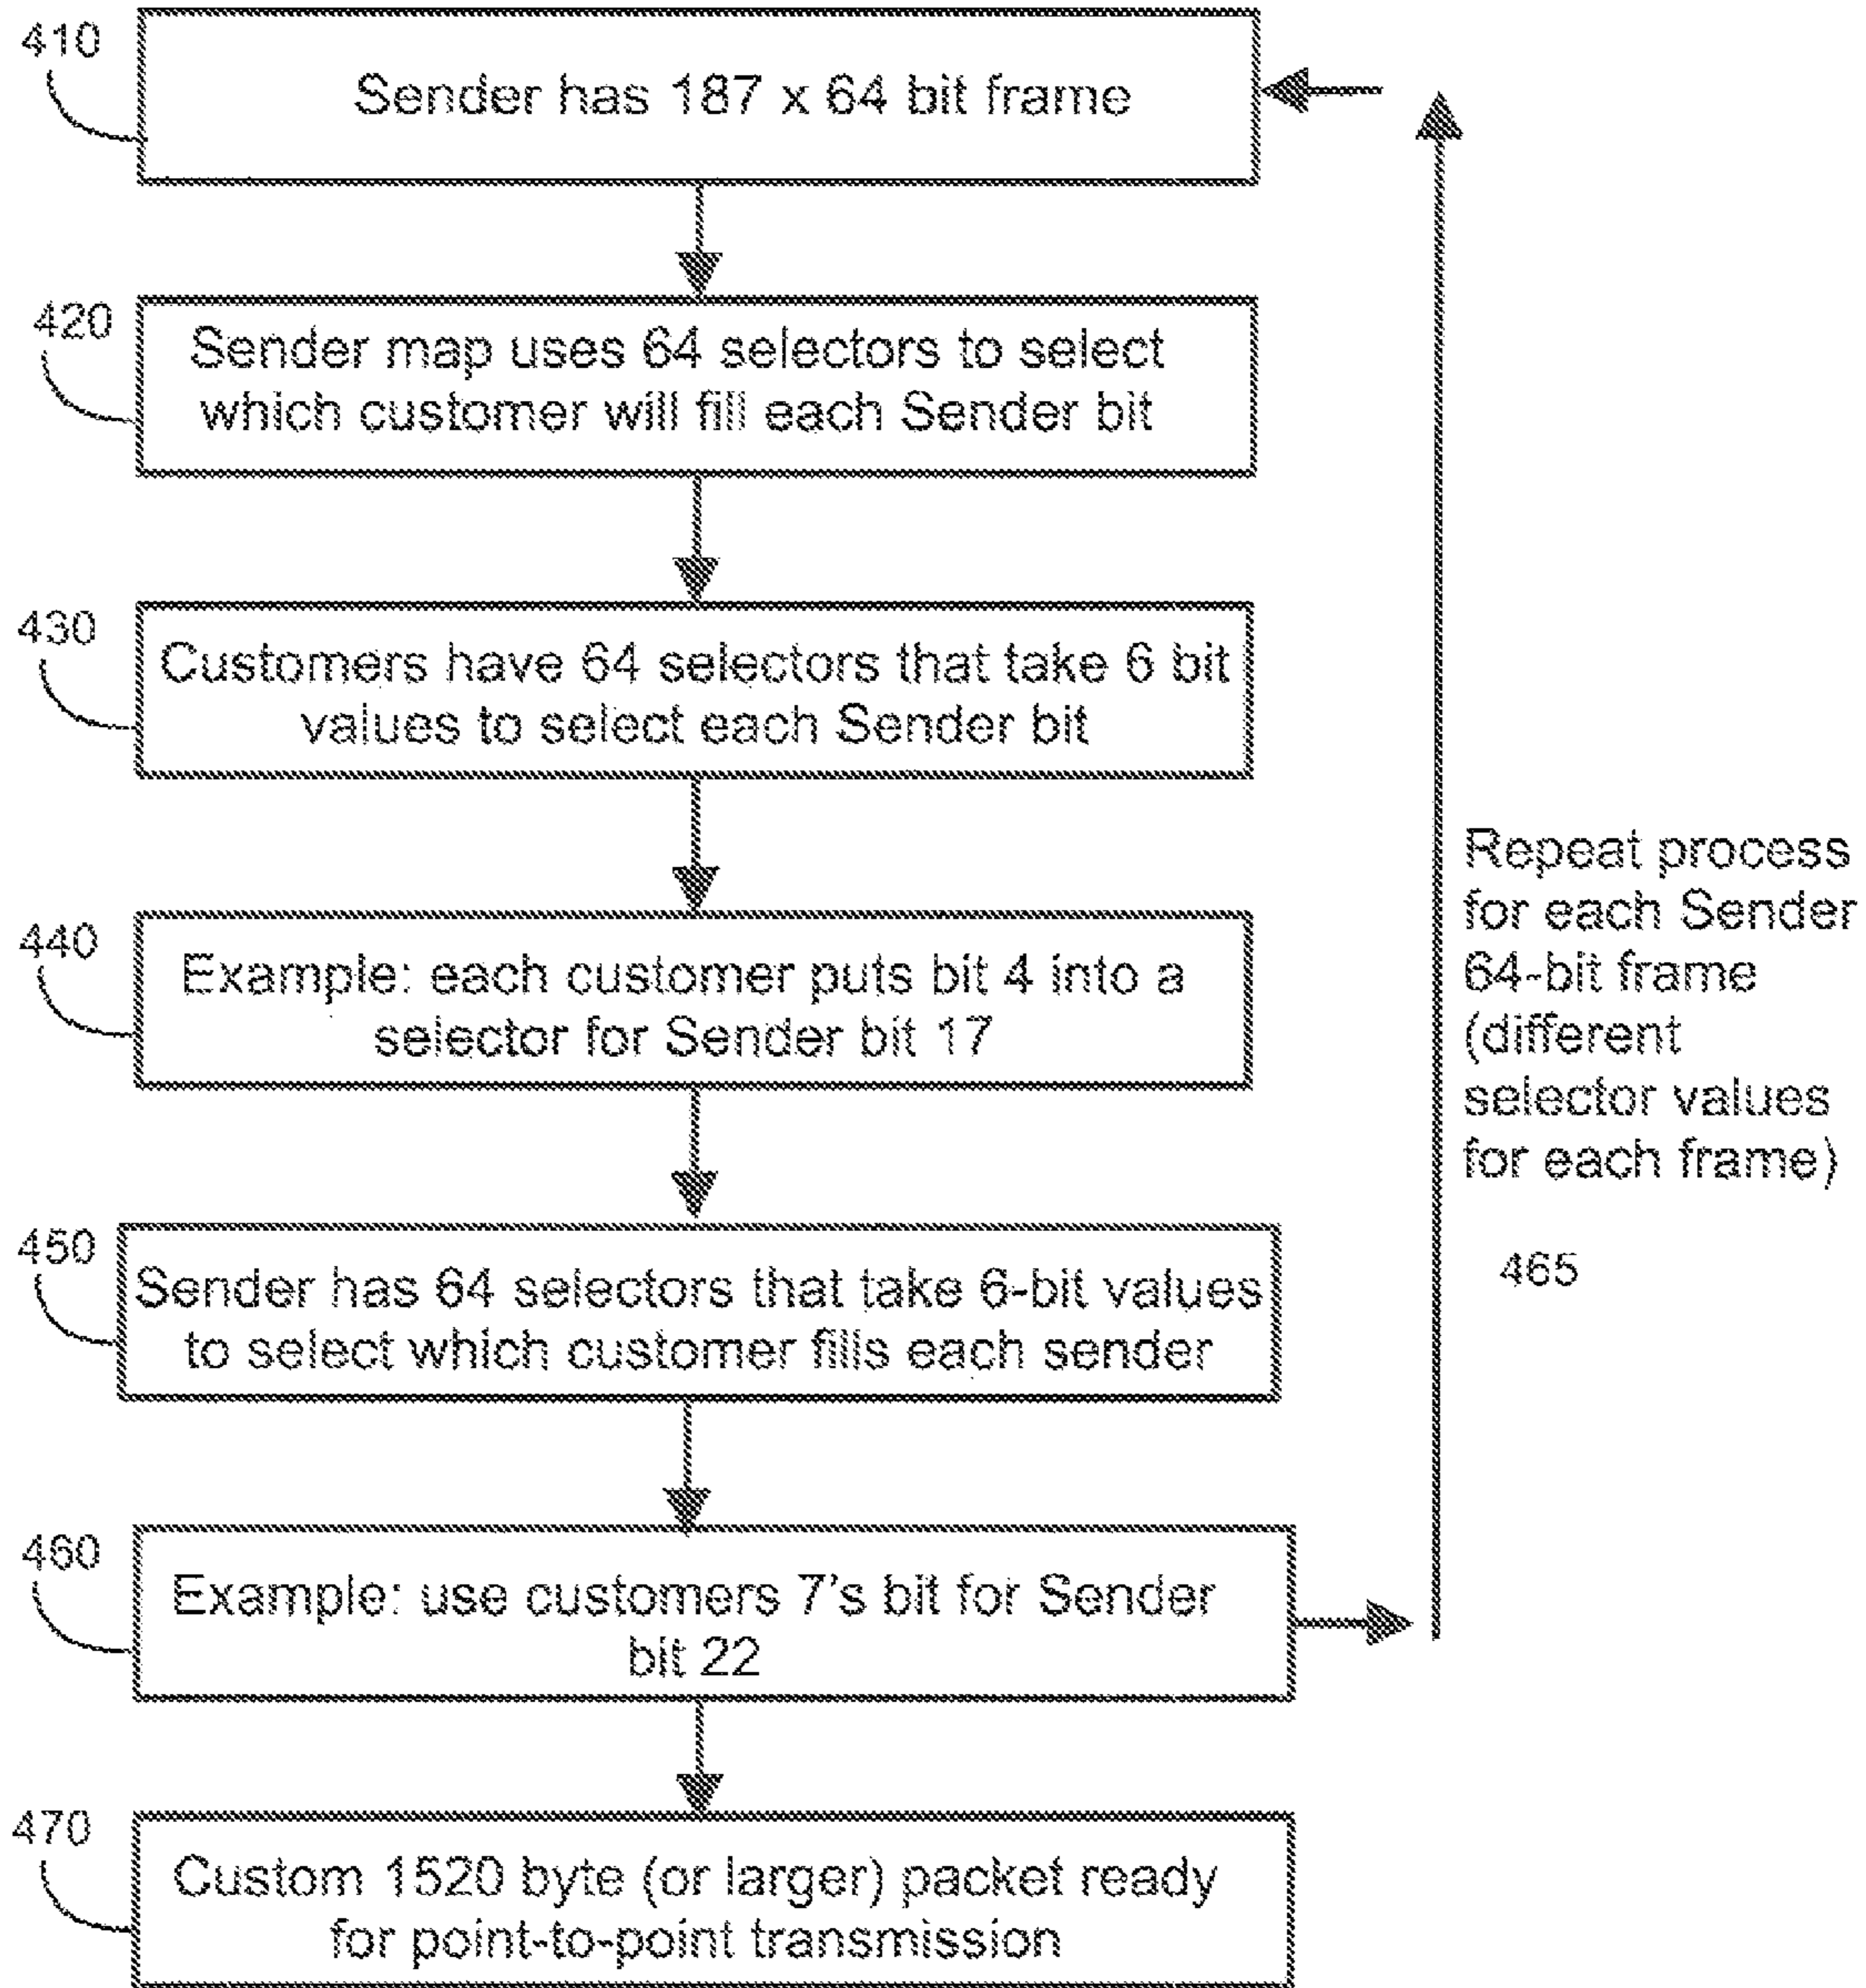 410
Sender has 187 x 64 bit frame
420
Sender map uses 64 selectors to select
which customer will fill each Sender bit
430
Customers have 64 selectors that take 6 bit
values to select each Sender bit
440
Example: each customer puts bit 4 into a
selector for Sender bit 17
450
Sender has 64 selectors that take 6-bit values
to select which customer fills each sender
460
Example: use customers 7's bit for Sender
bit 22
470
Custom 1520 byte (or larger) packet ready
for point-to-point transmission
Repeat process
for each Sender
64-bit frame
(different
selector values
for each frame)
465